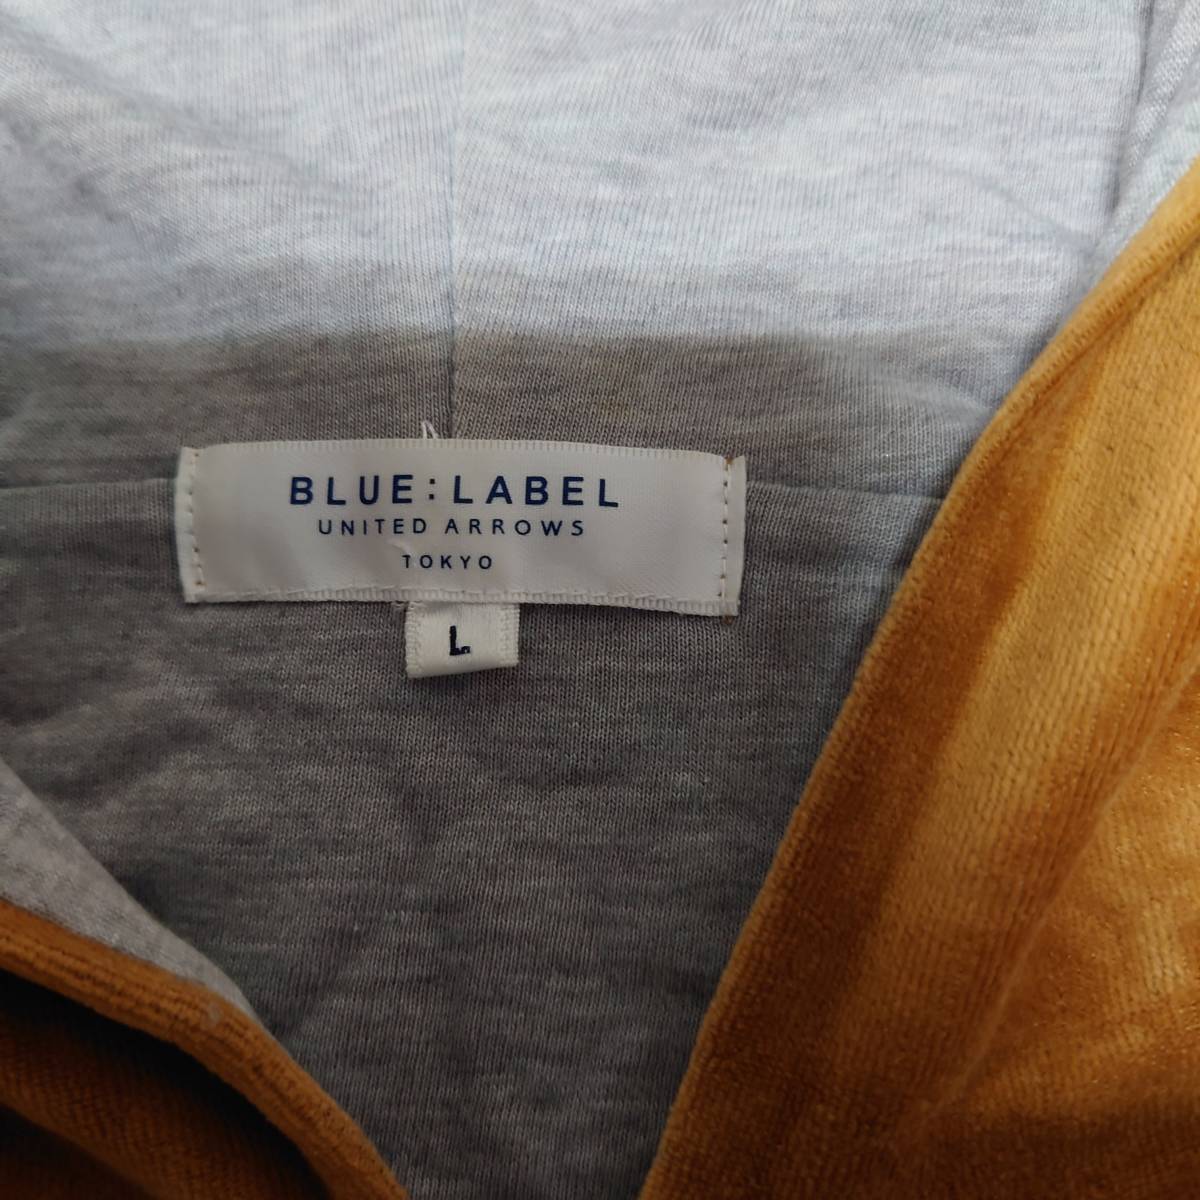 BLUE:LABEL
UNITED ARROWS
TOKYO
L